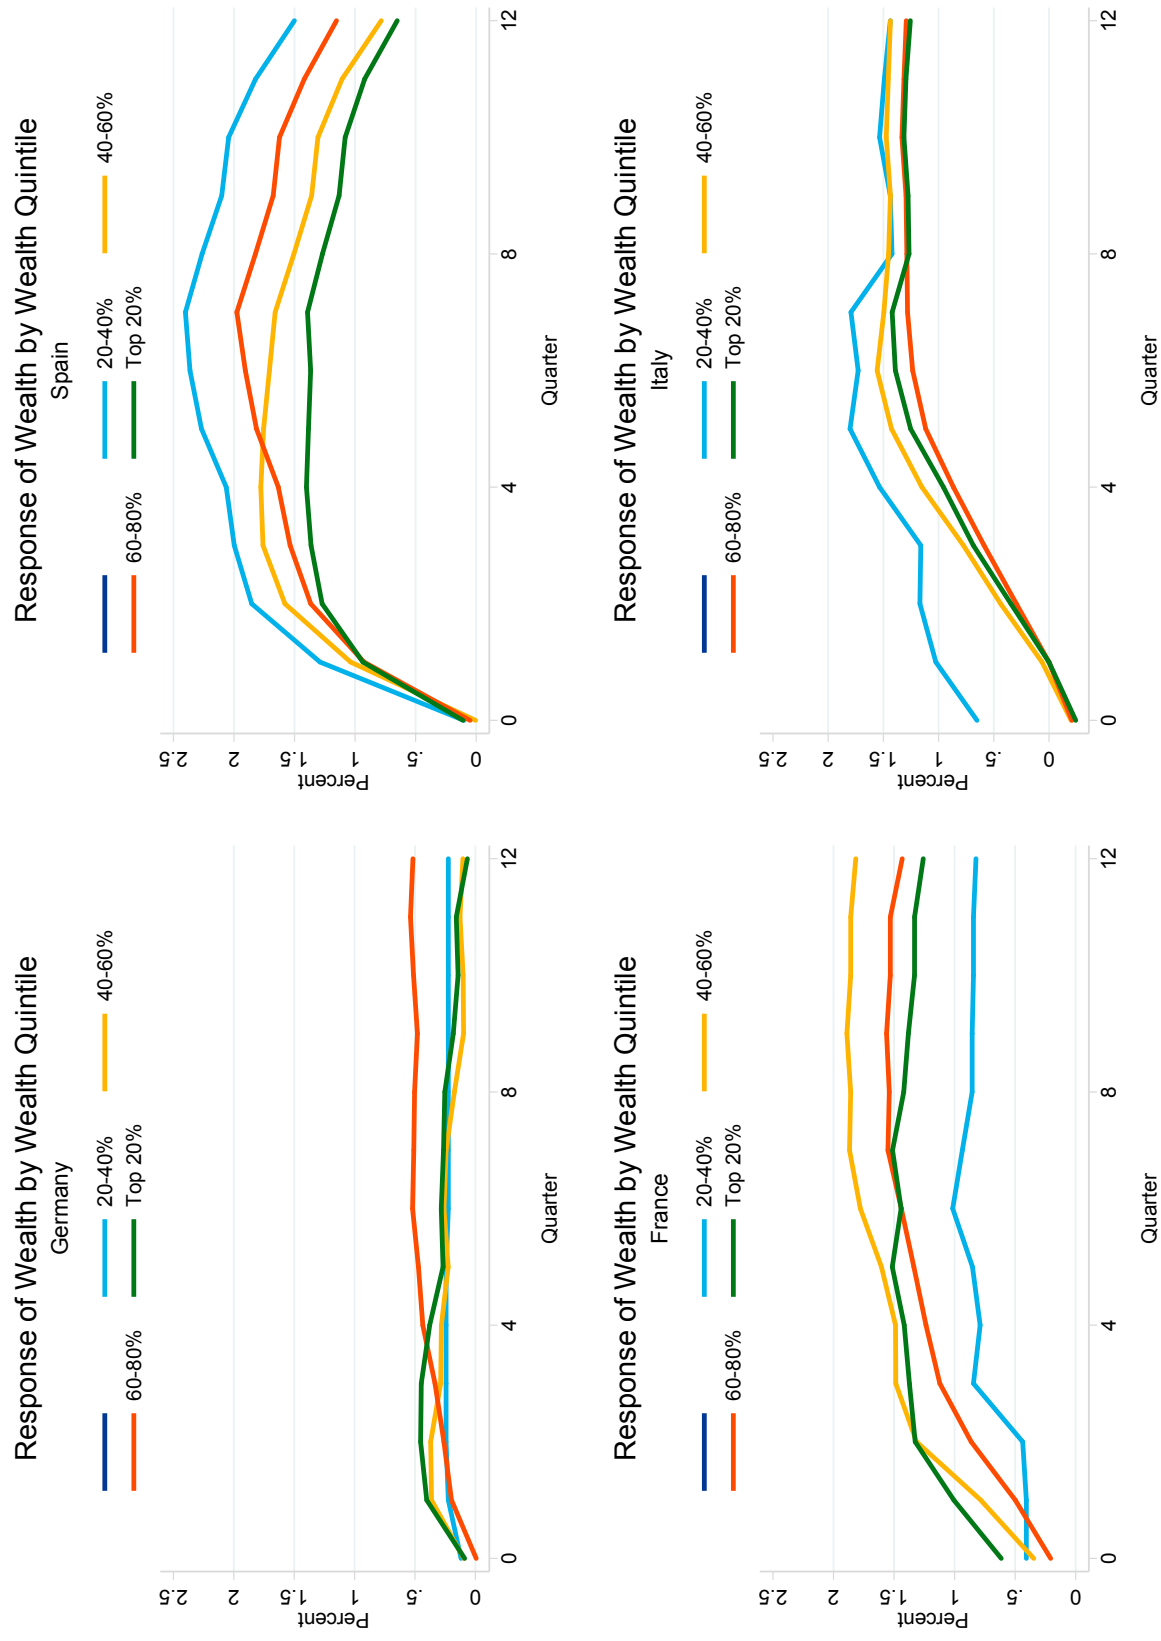 Response of Wealth by Wealth Quintile
Germany
20-40% 40-60%
60-80% Top 20%
Percent
2.5
2
1.5
1
.5
0
0 4 8 12
Quarter
Response of Wealth by Wealth Quintile
Spain
20-40% 40-60%
60-80% Top 20%
Percent
2.5
2
1.5
1
.5
0
0 4 8 12
Quarter
Response of Wealth by Wealth Quintile
France
20-40% 40-60%
60-80% Top 20%
Percent
2.5
2
1.5
1
.5
0
0 4 8 12
Quarter
Response of Wealth by Wealth Quintile
Italy
20-40% 40-60%
60-80% Top 20%
Percent
2.5
2
1.5
1
.5
0
0 4 8 12
Quarter